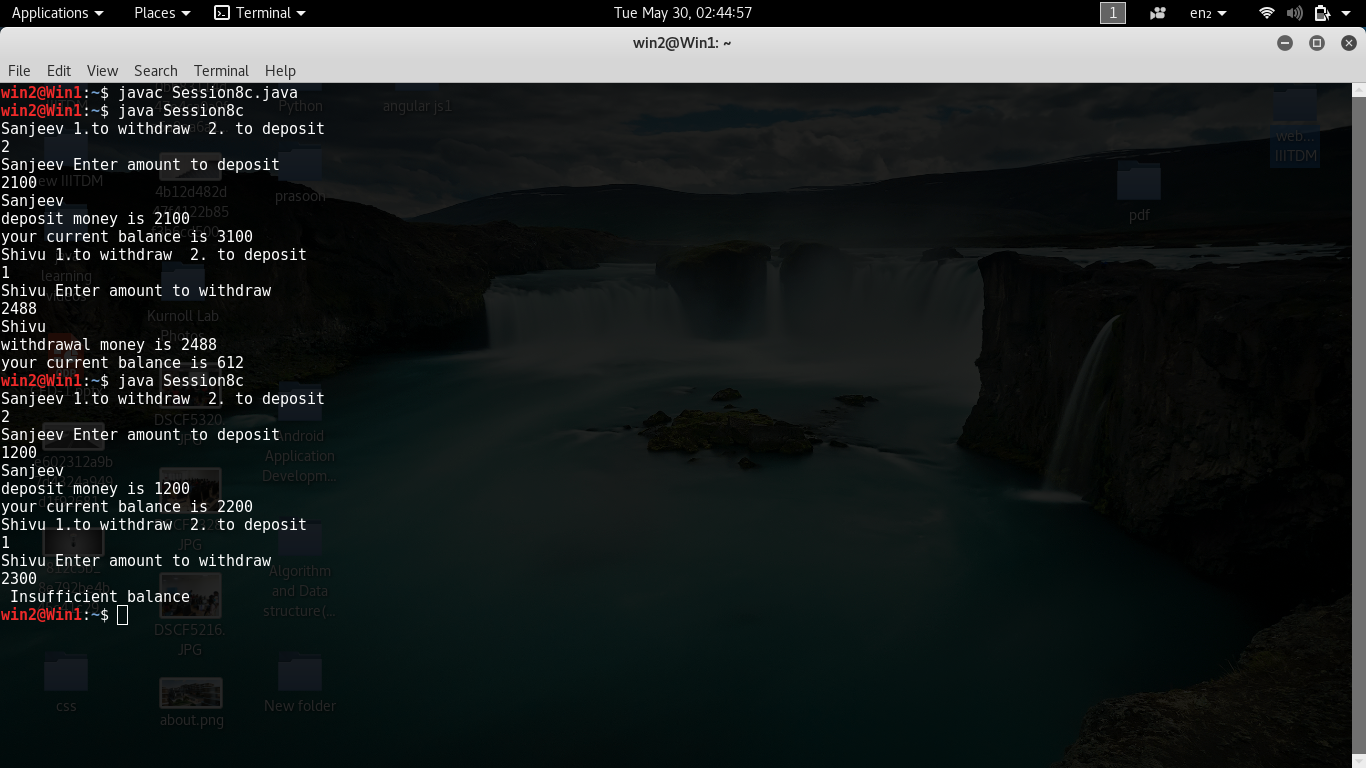 Applications Places Terminal Tue May 30, 02:44:57 1 en₂
win2@Win1: ~
File Edit View Search Terminal Help
win2@Win1:~$ javac Session8c.java
win2@Win1:~$ java Session8c
Sanjeev 1.to withdraw  2. to deposit
2
Sanjeev Enter amount to deposit
2100
Sanjeev
deposit money is 2100
your current balance is 3100
Shivu 1.to withdraw  2. to deposit
1
Shivu Enter amount to withdraw
2488
Shivu
withdrawal money is 2488
your current balance is 612
win2@Win1:~$ java Session8c
Sanjeev 1.to withdraw  2. to deposit
2
Sanjeev Enter amount to deposit
1200
Sanjeev
deposit money is 1200
your current balance is 2200
Shivu 1.to withdraw  2. to deposit
1
Shivu Enter amount to withdraw
2300
 Insufficient balance
win2@Win1:~$
Python
angular js1
web...
IIITDM
IIITDM
4b12d482d
prasoon
pdf
learning
Kurnoll Lab
Photos
DSCF5320.
JPG
Android
Application
Developm...
e602312a9b
JPG
Algorithm
and Data
structure(...
DSCF5216.
JPG
css
about.png
New folder